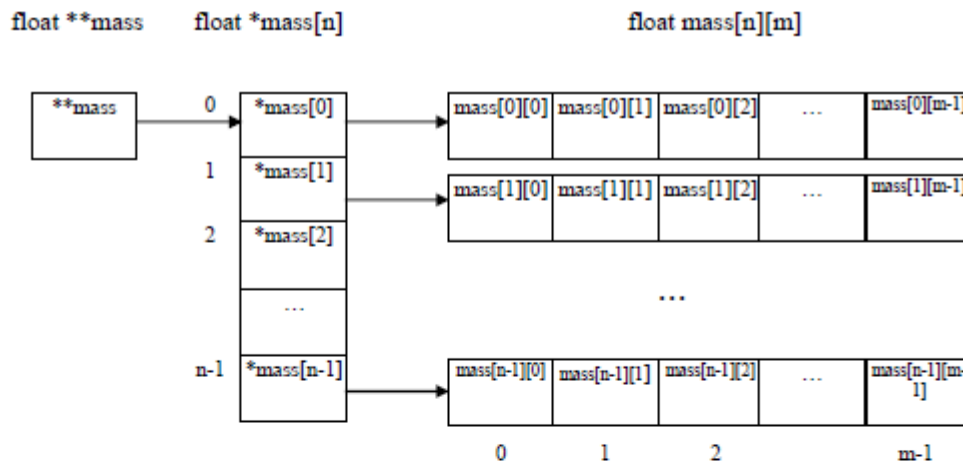 float **mass float *mass[n] float mass[n][m]
**mass 0 *mass[0] mass[0][0] mass[0][1] mass[0][2] ... mass[0][m-1]
1 *mass[1] mass[1][0] mass[1][1] mass[1][2] ... mass[1][m-1]
2 *mass[2]
... ...
n-1 *mass[n-1] mass[n-1][0] mass[n-1][1] mass[n-1][2] ... mass[n-1][m-
1]
0 1 2 m-1